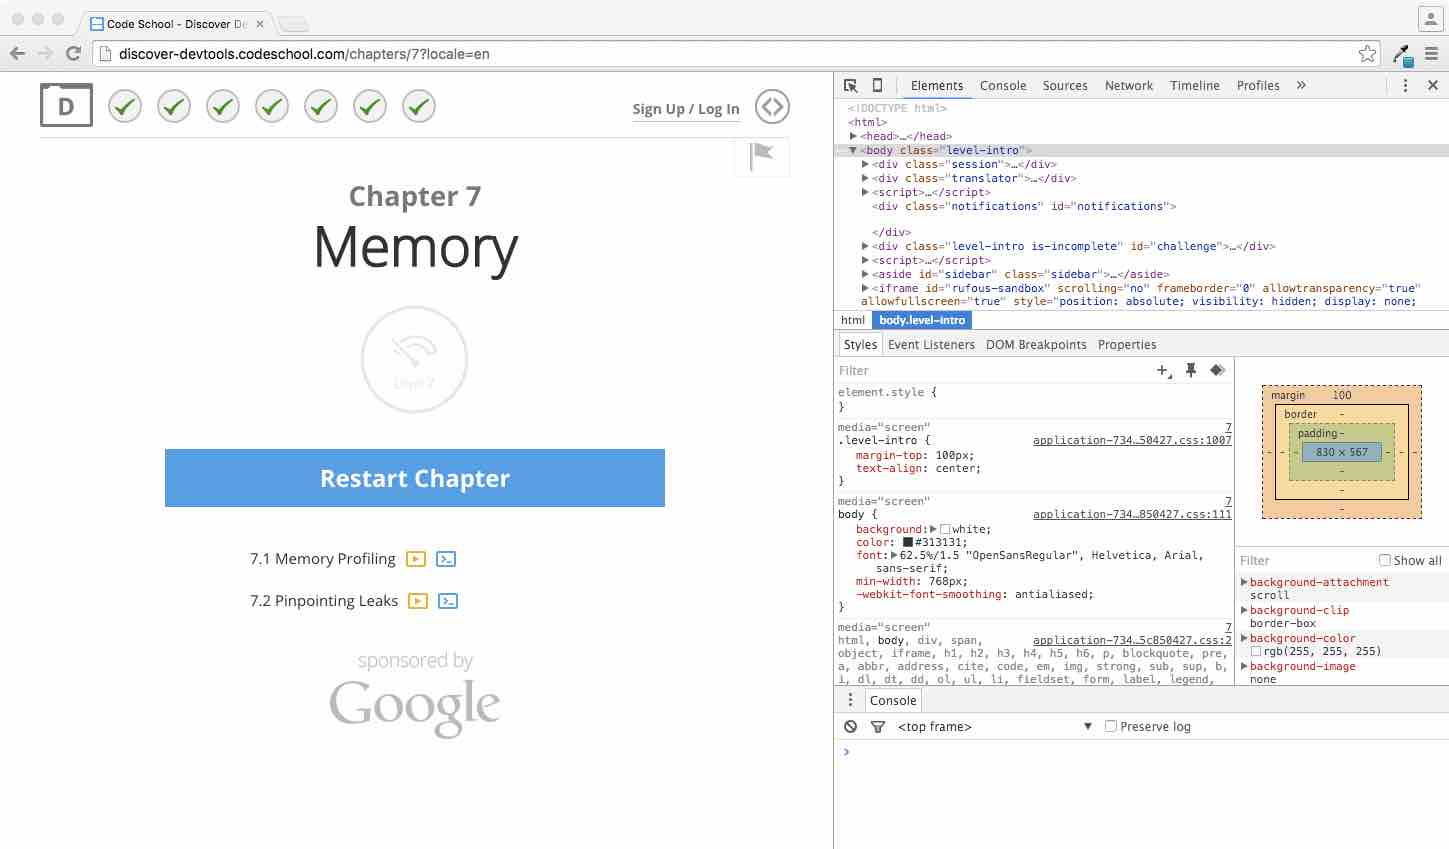 Code School - Discover De
discover-devtools.codeschool.com/chapters/7?locale=en
D
Sign Up / Log In
Chapter 7
Memory
Level 7
Restart Chapter
7.1 Memory Profiling
7.2 Pinpointing Leaks
sponsored by
Google
Elements Console Sources Network Timeline Profiles »
<!DOCTYPE html>
<html>
<head>…</head>
<body class="level-intro">
<div class="session">…</div>
<div class="translator">…</div>
<script>…</script>
<div class="notifications" id="notifications">
</div>
<div class="level-intro is-incomplete" id="challenge">…</div>
<script>…</script>
<aside id="sidebar" class="sidebar">…</aside>
<iframe id="rufous-sandbox" scrolling="no" frameborder="0" allowtransparency="true"
allowfullscreen="true" style="position: absolute; visibility: hidden; display: none;
html body.level-intro
Styles Event Listeners DOM Breakpoints Properties
Filter
element.style {
}
media="screen" 7
.level-intro { application-734…50427.css:1007
margin-top: 100px;
text-align: center;
}
media="screen" 7
body { application-734…850427.css:111
background: white;
color: #313131;
font: 62.5%/1.5 "OpenSansRegular", Helvetica, Arial,
sans-serif;
min-width: 768px;
-webkit-font-smoothing: antialiased;
}
media="screen" 7
html, body, div, span, application-734…5c850427.css:2
object, iframe, h1, h2, h3, h4, h5, h6, p, blockquote, pre,
a, abbr, address, cite, code, em, img, strong, sub, sup, b,
i, dl, dt, dd, ol, ul, li, fieldset, form, label, legend,
margin 100
border -
padding -
- - - 830 × 567 - - -
-
-
-
Filter Show all
background-attachment
scroll
background-clip
border-box
background-color
rgb(255, 255, 255)
background-image
none
Console
<top frame> Preserve log
>